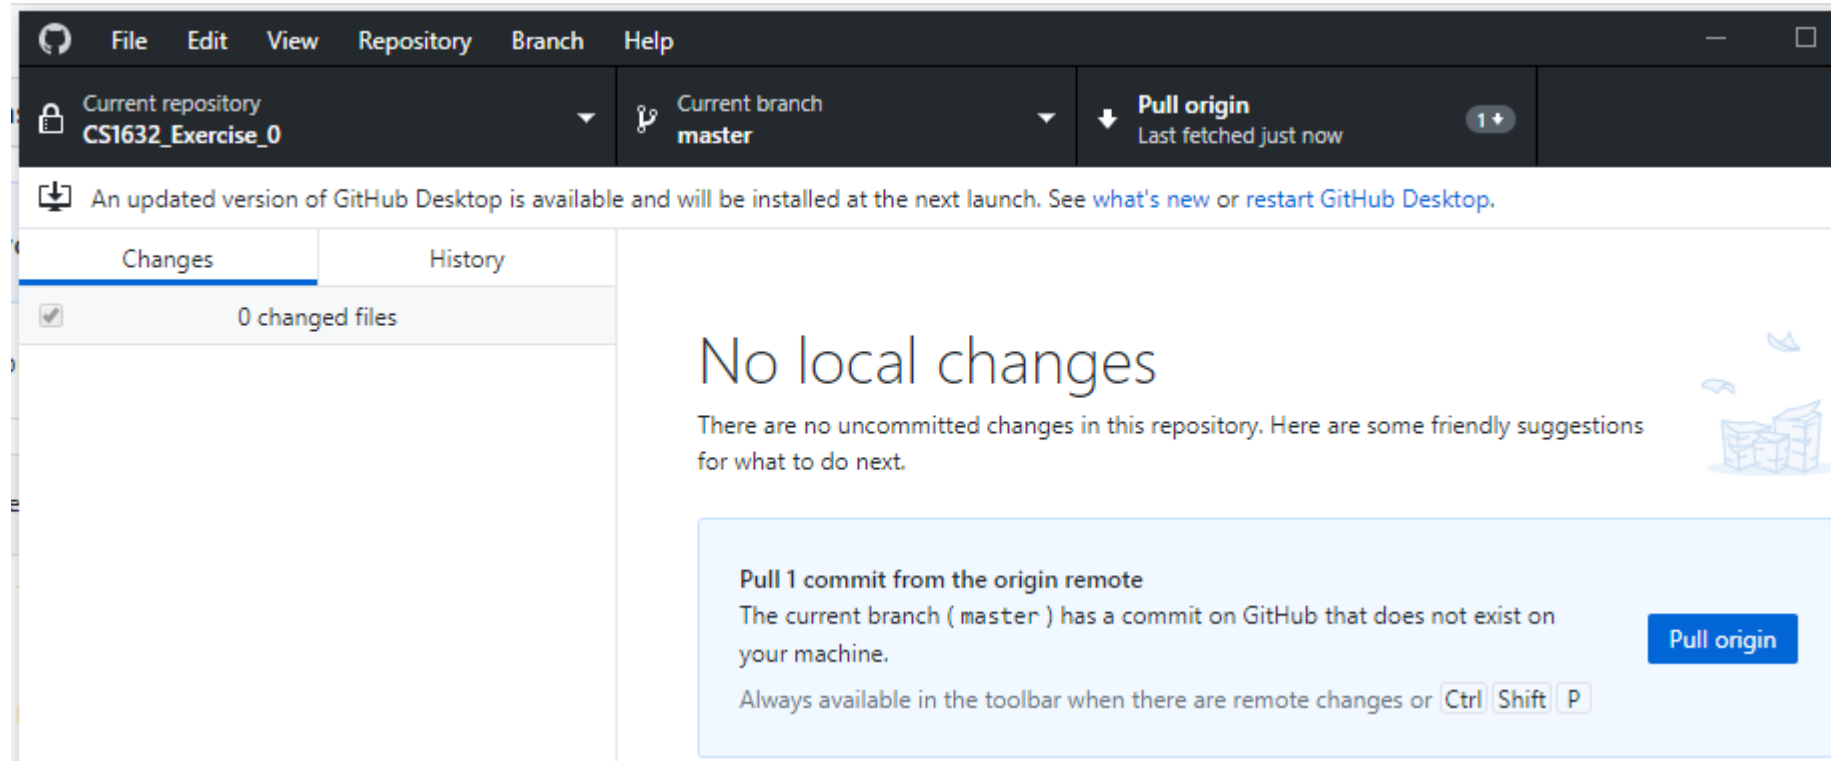 File Edit View Repository Branch Help
Current repository
CS1632_Exercise_0
Current branch
master
Pull origin
Last fetched just now
1
An updated version of GitHub Desktop is available and will be installed at the next launch. See what's new or restart GitHub Desktop.
Changes
History
0 changed files
No local changes
There are no uncommitted changes in this repository. Here are some friendly suggestions
for what to do next.
Pull 1 commit from the origin remote
The current branch ( master ) has a commit on GitHub that does not exist on
your machine.
Pull origin
Always available in the toolbar when there are remote changes or Ctrl Shift P